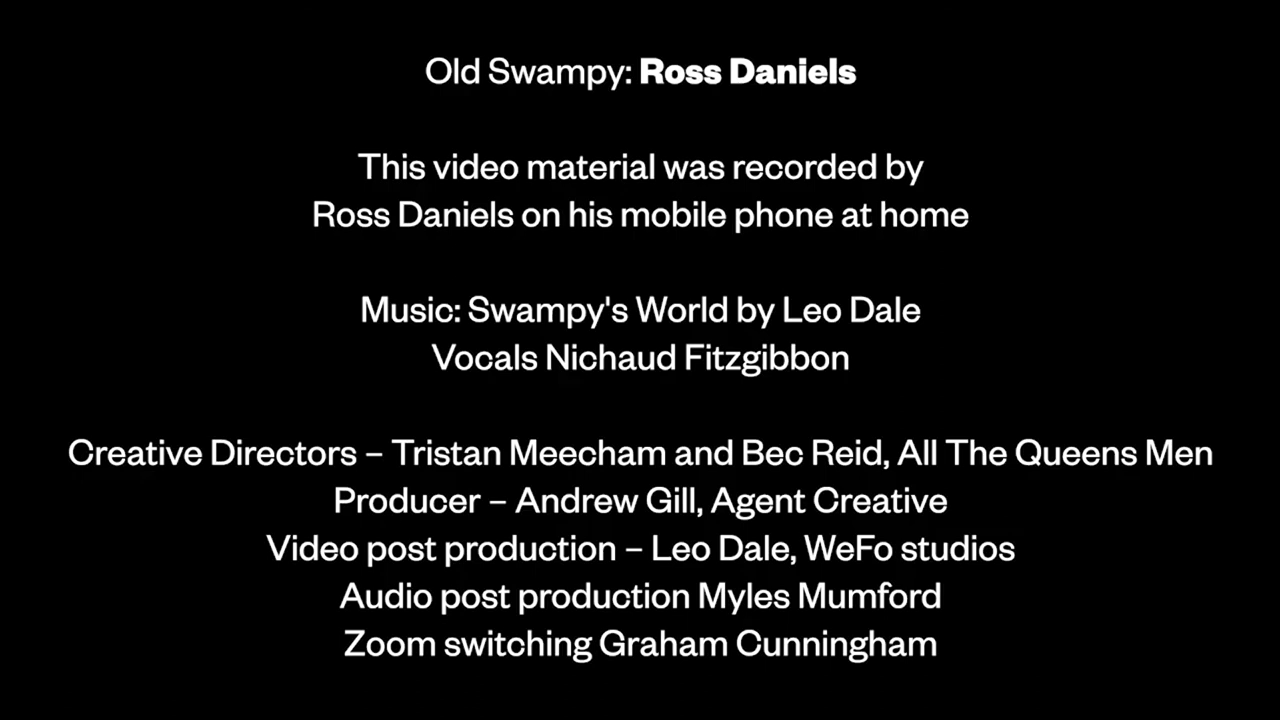 Old Swampy: Ross Daniels
This video material was recorded by
Ross Daniels on his mobile phone at home
Music: Swampy's World by Leo Dale
Vocals Nichaud Fitzgibbon
Creative Directors – Tristan Meecham and Bec Reid, All The Queens Men
Producer – Andrew Gill, Agent Creative
Video post production – Leo Dale, WeFo studios
Audio post production Myles Mumford
Zoom switching Graham Cunningham